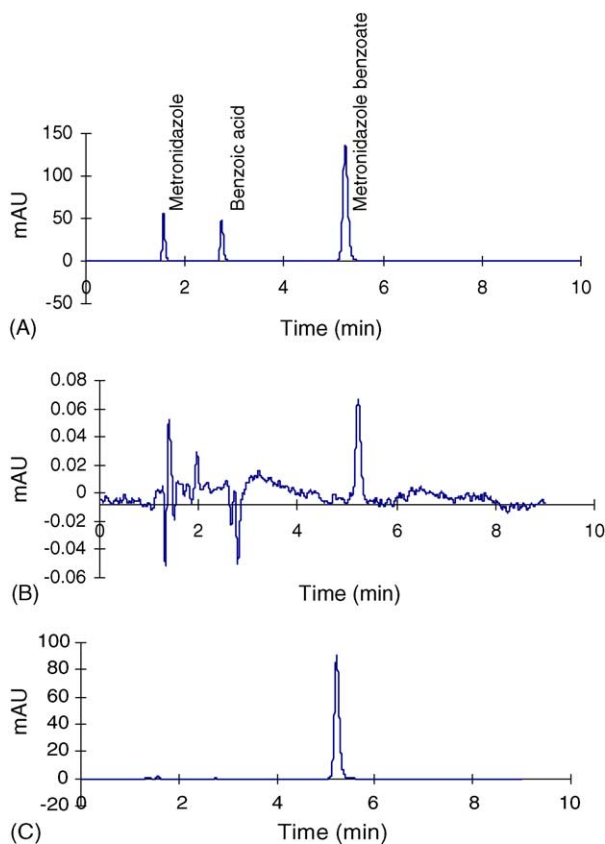 Metronidazole
Benzoic acid
Metronidazole benzoate
150
100
50
0
-50
mAU
0 2 4 6 8 10
Time (min)
(A)
0.08
0.06
0.04
0.02
0
-0.02
-0.04
-0.06
mAU
0 2 4 6 8 10
Time (min)
(B)
100
80
60
40
20
0
-20
mAU
0 2 4 6 8 10
Time (min)
(C)